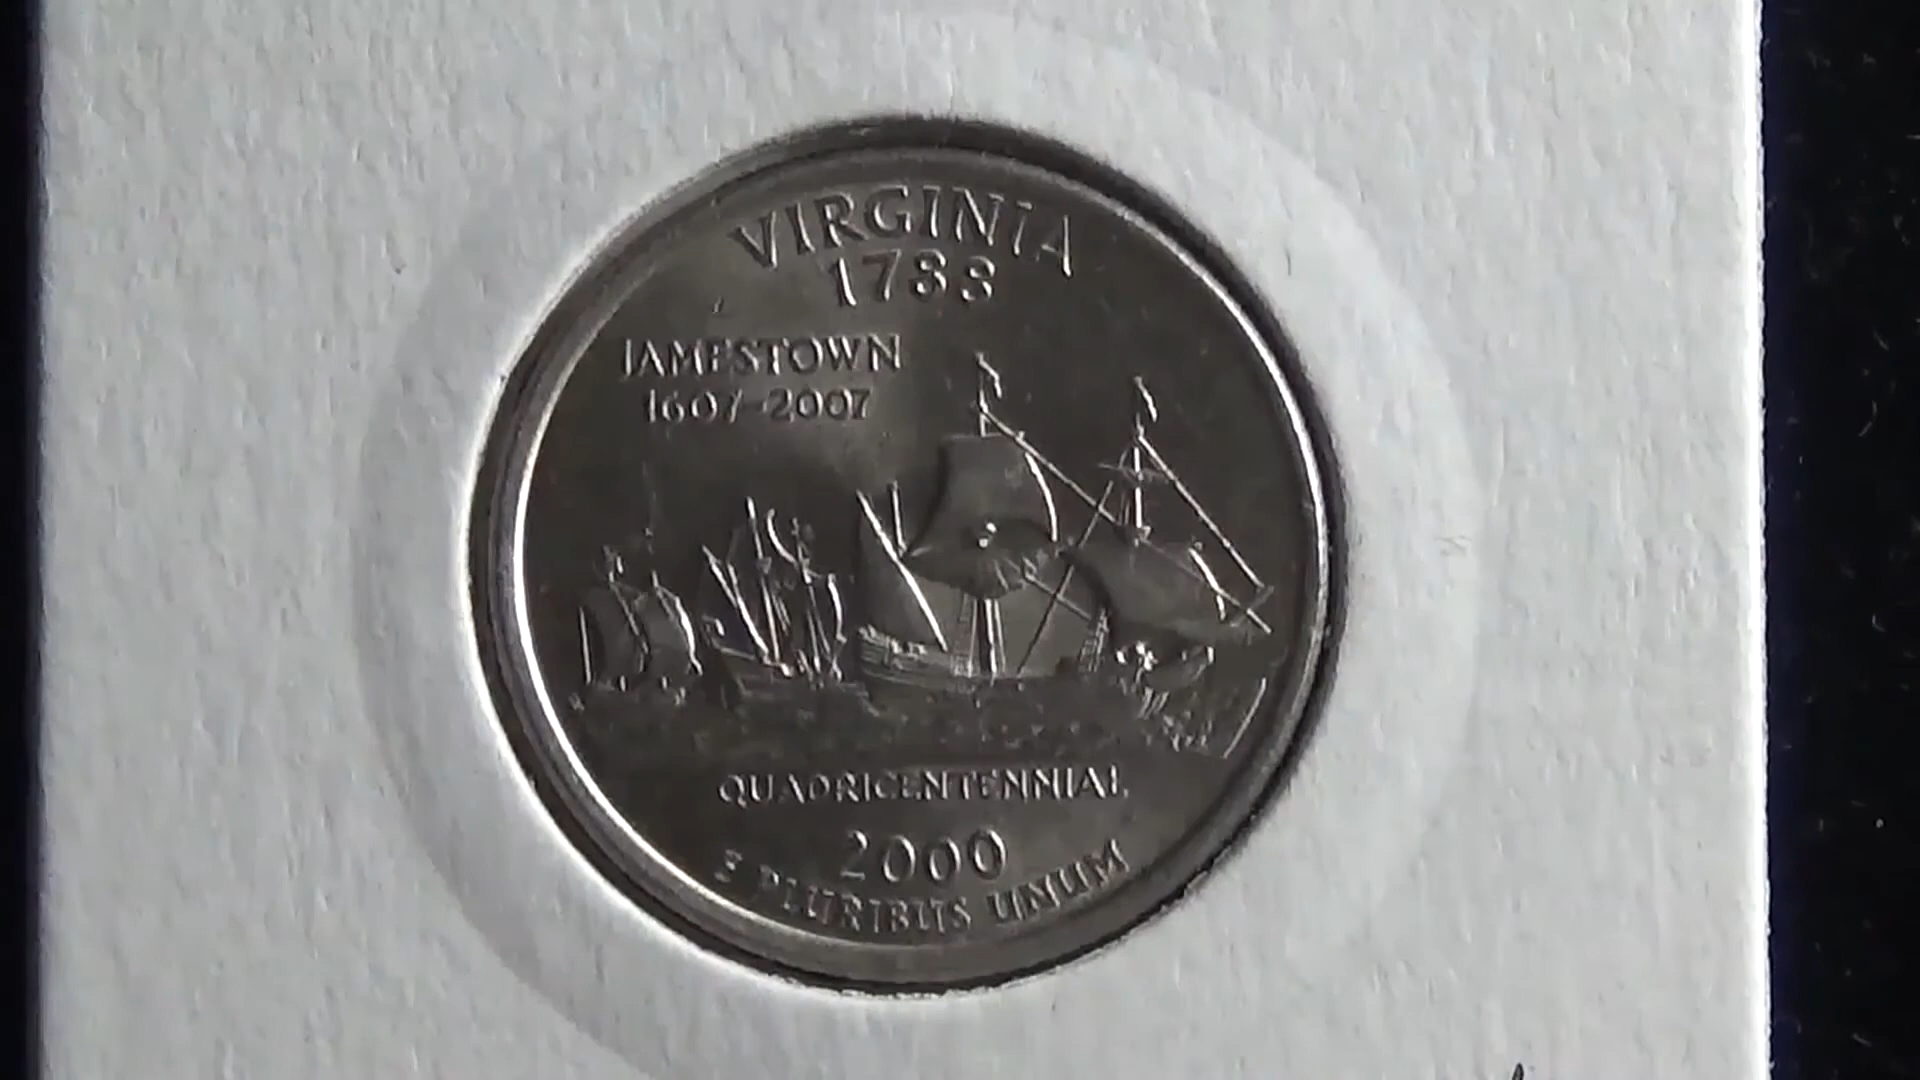 VIRGINIA
1788
JAMESTOWN
1607-2007
QUADRICENTENNIAL
2000
E PLURIBUS UNUM